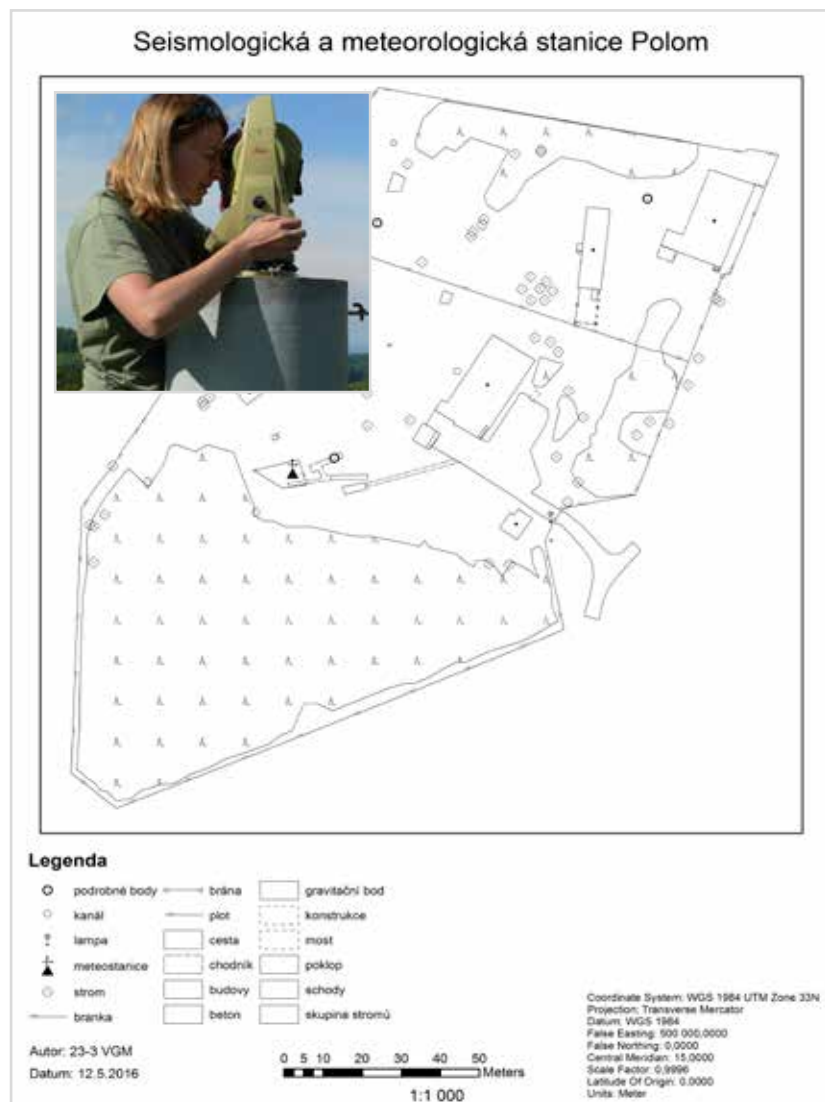 Seismologická a meteorologická stanice Polom
Legenda
podrobné body
kanál
lampa
meteostanice
strom
branka
brána
plot
cesta
chodník
budovy
beton
gravitační bod
konstrukce
most
poklop
schody
skupina stromů
Autor: 23-3 VGM
Datum: 12.5.2016
0 5 10 20 30 40 50
Meters
1:1 000
Coordinate System: WGS 1984 UTM Zone 33N
Projection: Transverse Mercator
Datum: WGS 1984
False Easting: 500 000,0000
False Northing: 0,0000
Central Meridian: 15,0000
Scale Factor: 0,9996
Latitude Of Origin: 0,0000
Units: Meter